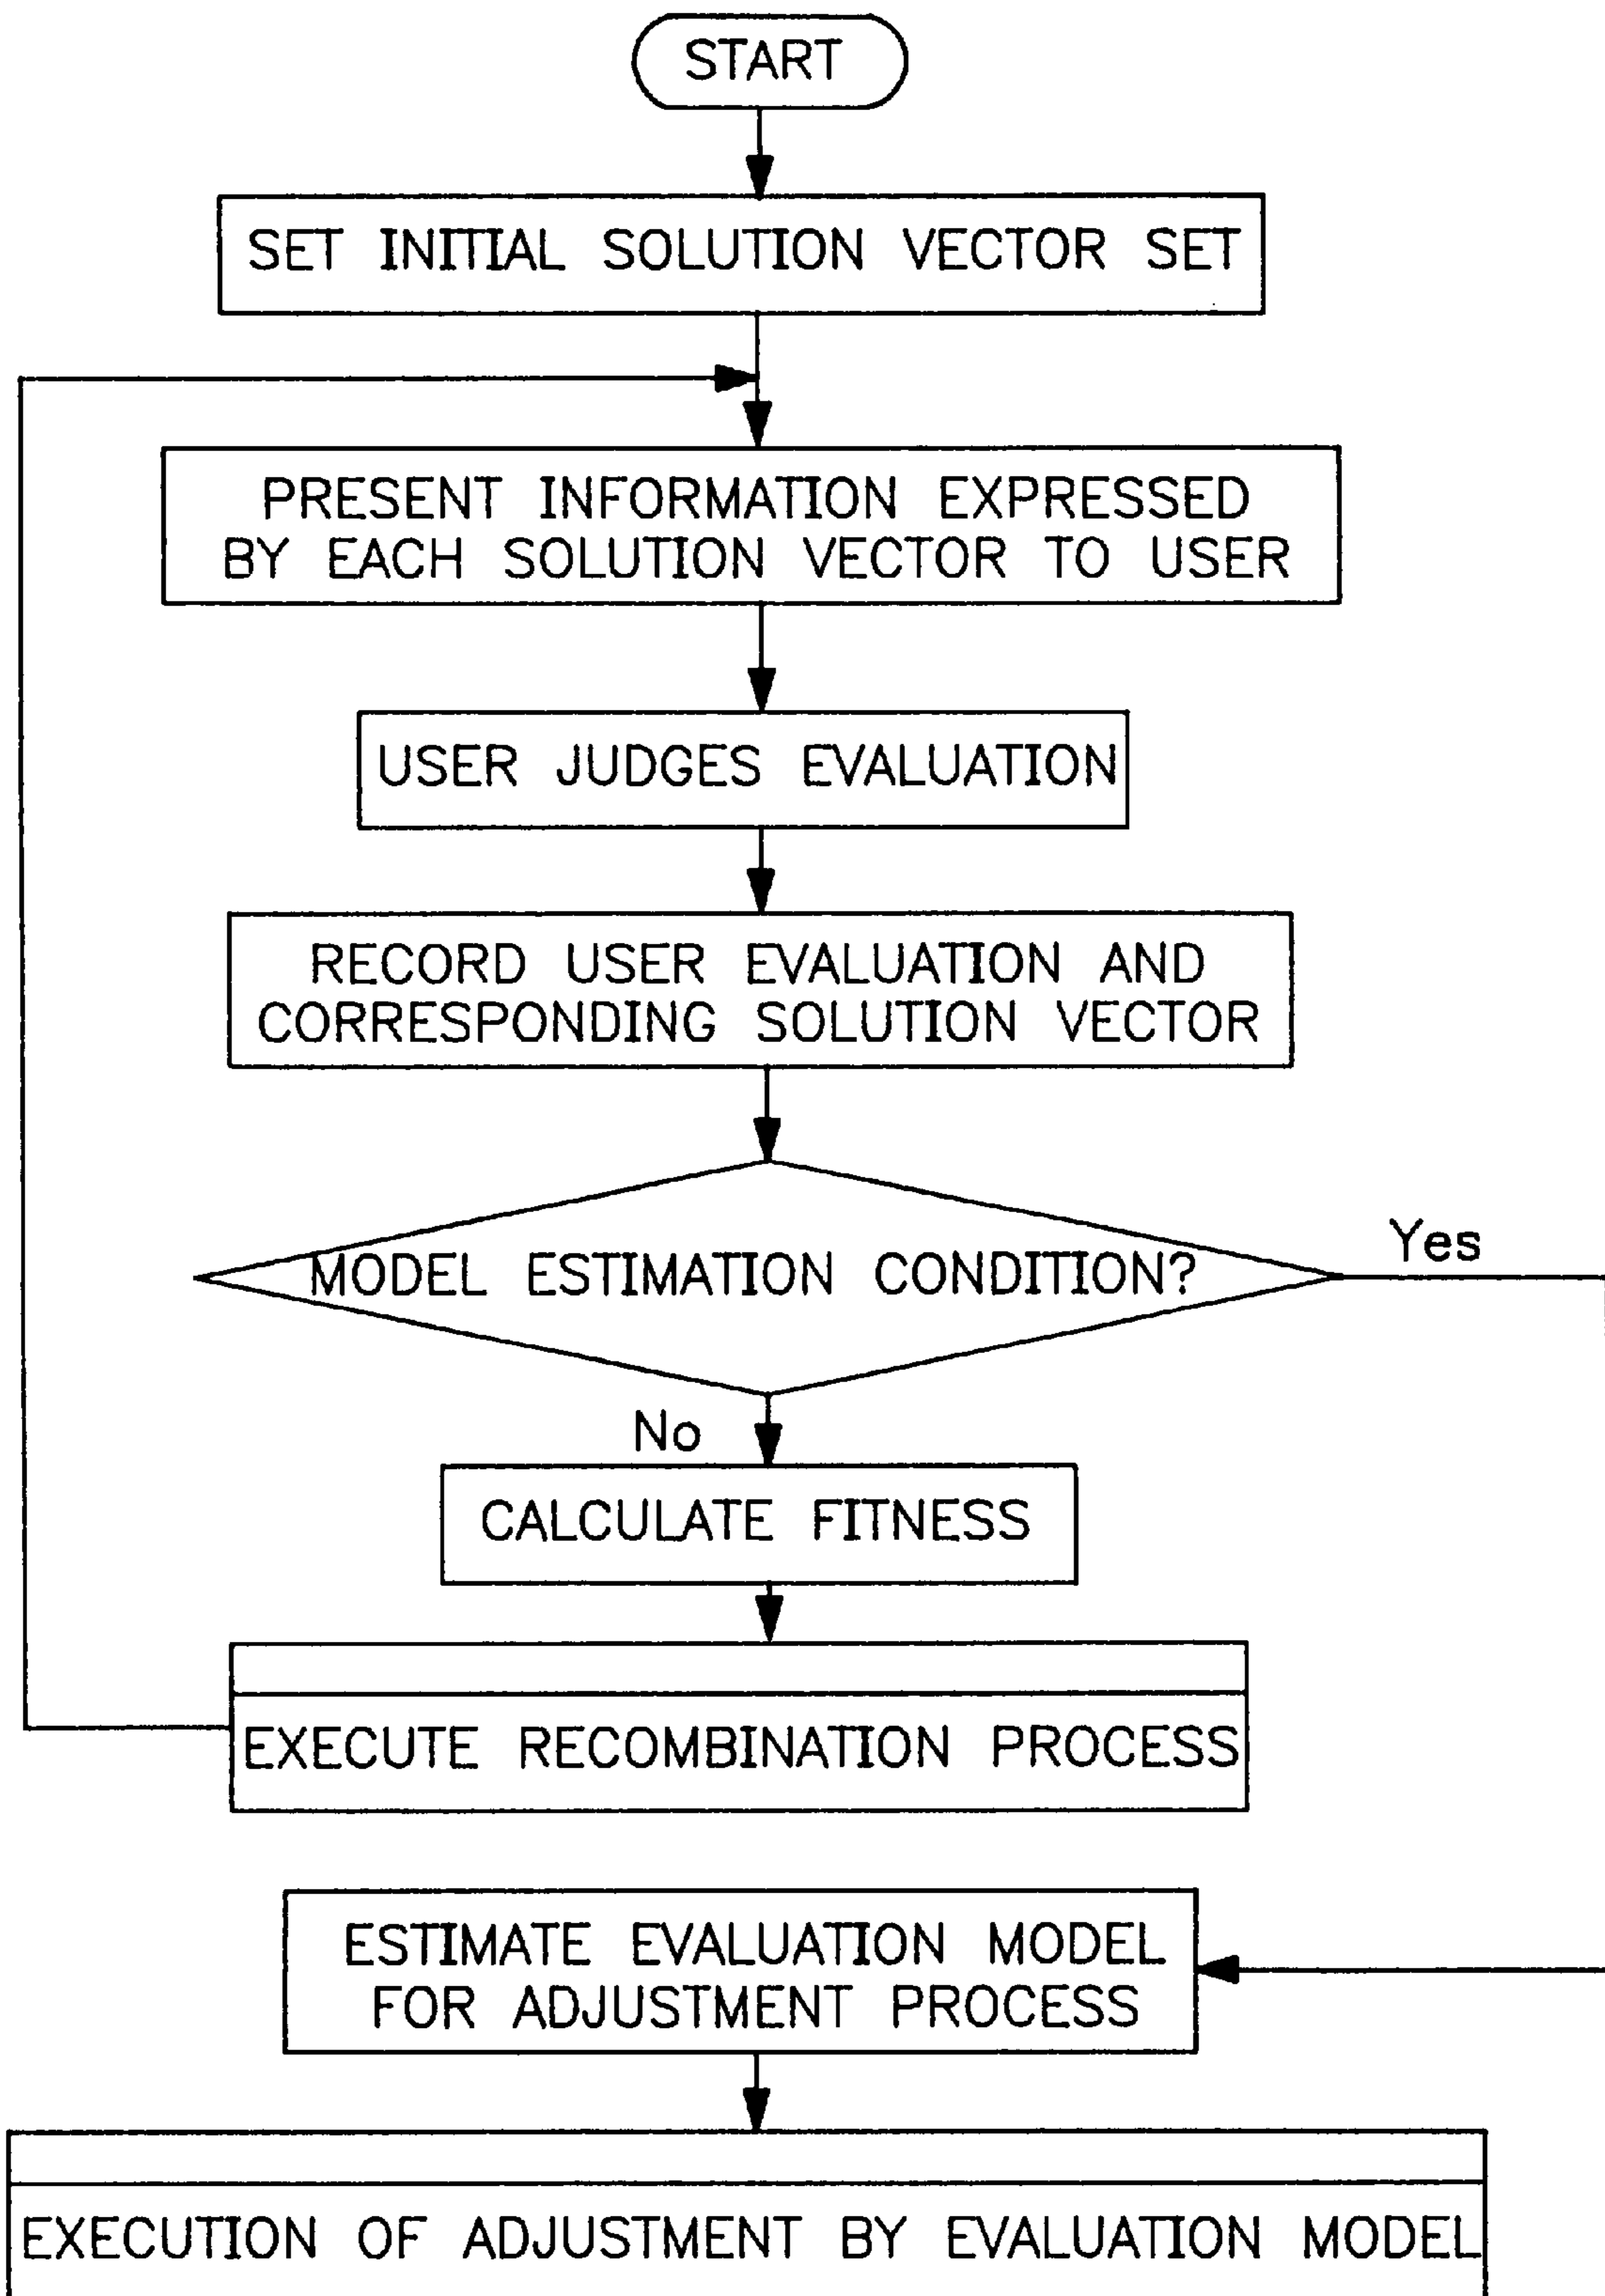 START
SET INITIAL SOLUTION VECTOR SET
PRESENT INFORMATION EXPRESSED
BY EACH SOLUTION VECTOR TO USER
USER JUDGES EVALUATION
RECORD USER EVALUATION AND
CORRESPONDING SOLUTION VECTOR
MODEL ESTIMATION CONDITION?
Yes
No
CALCULATE FITNESS
EXECUTE RECOMBINATION PROCESS
ESTIMATE EVALUATION MODEL
FOR ADJUSTMENT PROCESS
EXECUTION OF ADJUSTMENT BY EVALUATION MODEL